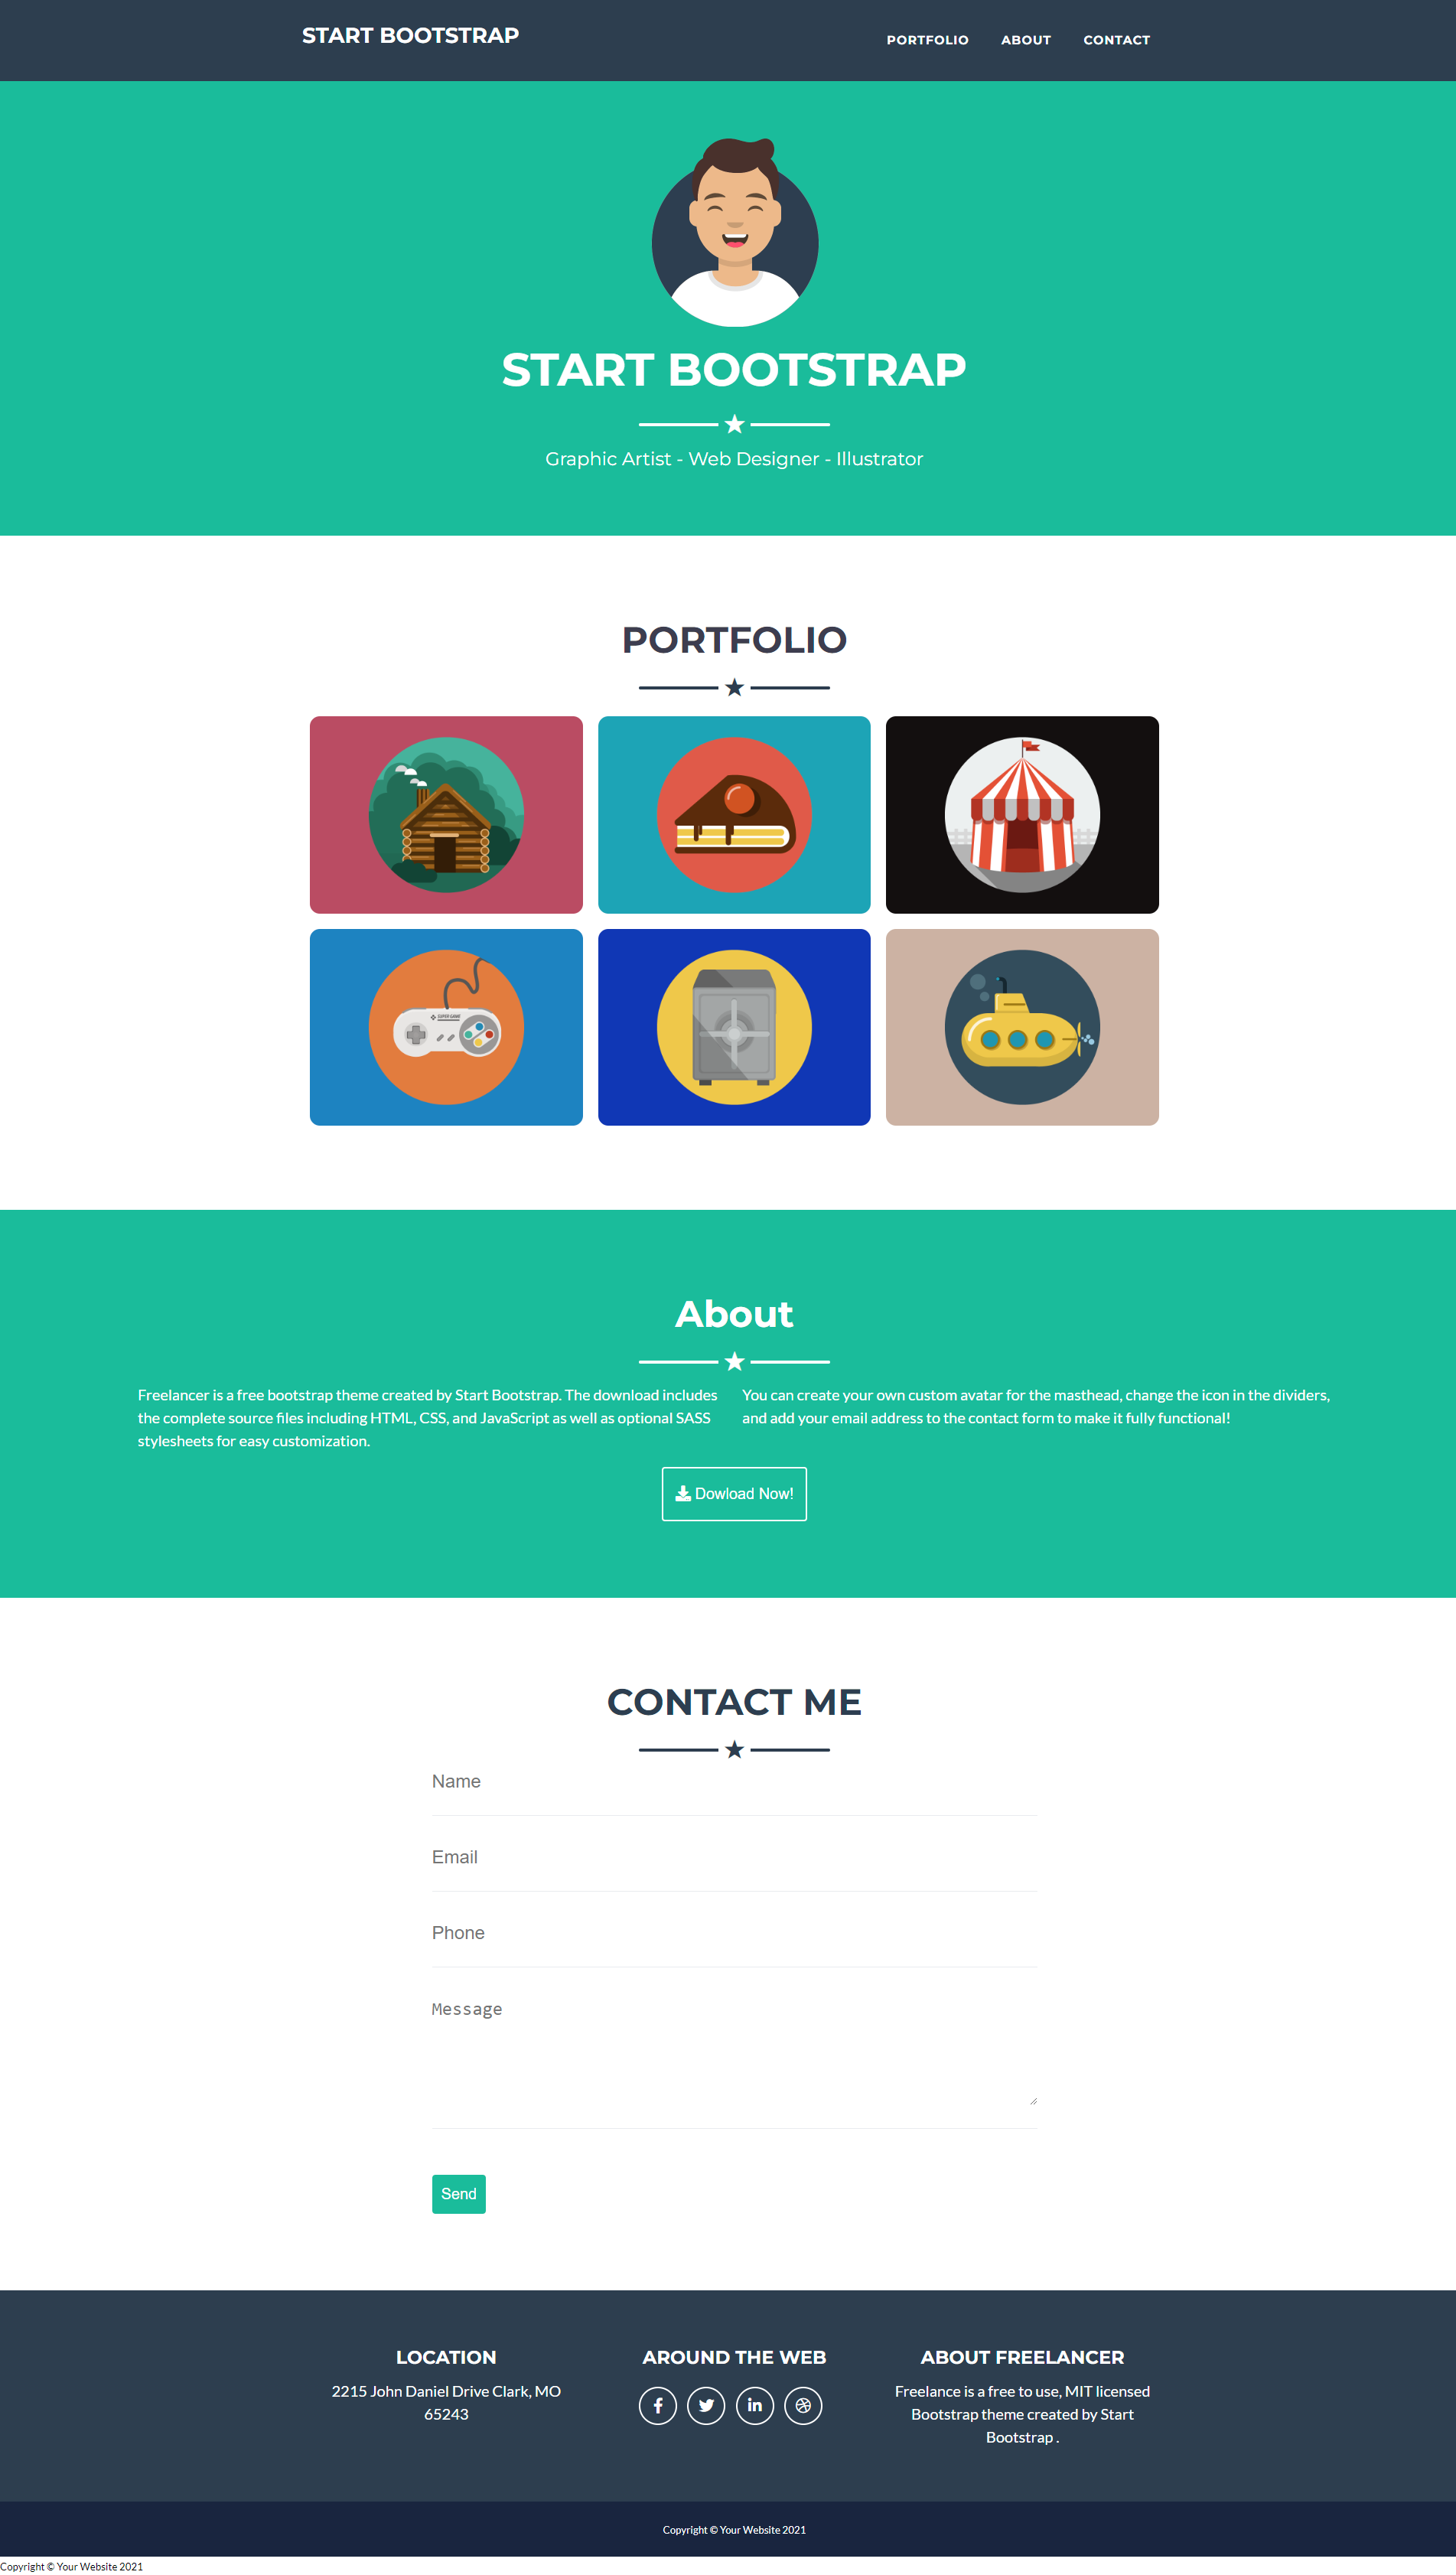 START BOOTSTRAP
PORTFOLIO ABOUT CONTACT
START BOOTSTRAP
Graphic Artist - Web Designer - Illustrator
PORTFOLIO
SUPER GAME
About
Freelancer is a free bootstrap theme created by Start Bootstrap. The download includes
the complete source files including HTML, CSS, and JavaScript as well as optional SASS
stylesheets for easy customization.
You can create your own custom avatar for the masthead, change the icon in the dividers,
and add your email address to the contact form to make it fully functional!
Dowload Now!
CONTACT ME
Name
Email
Phone
Message
Send
LOCATION
2215 John Daniel Drive Clark, MO
65243
AROUND THE WEB
ABOUT FREELANCER
Freelance is a free to use, MIT licensed
Bootstrap theme created by Start
Bootstrap .
Copyright © Your Website 2021
Copyright © Your Website 2021